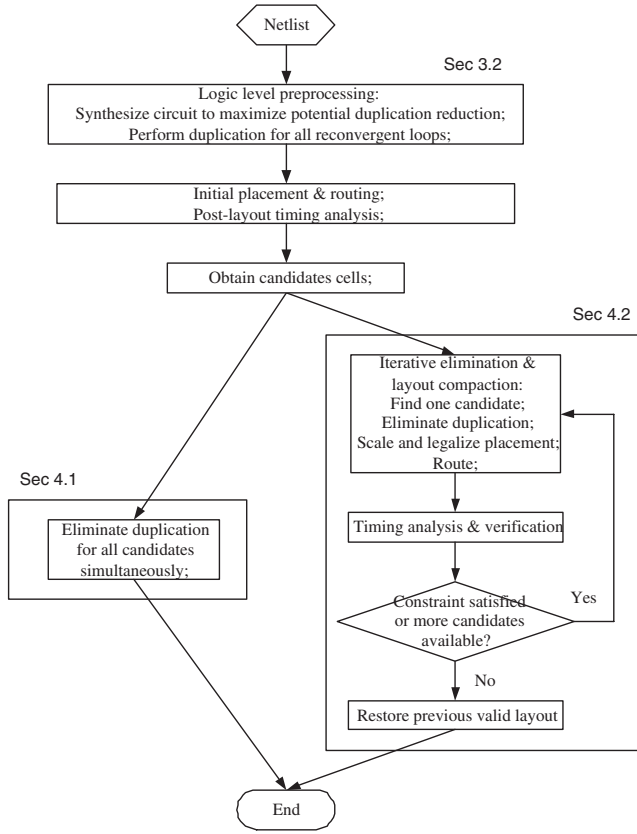 Netlist
Sec 3.2
Logic level preprocessing:
Synthesize circuit to maximize potential duplication reduction;
Perform duplication for all reconvergent loops;
Initial placement & routing;
Post-layout timing analysis;
Obtain candidates cells;
Sec 4.2
Iterative elimination &
layout compaction:
Find one candidate;
Eliminate duplication;
Scale and legalize placement;
Route;
Sec 4.1
Eliminate duplication
for all candidates
simultaneously;
Timing analysis & verification
Constraint satisfied
or more candidates
available?
Yes
No
Restore previous valid layout
End